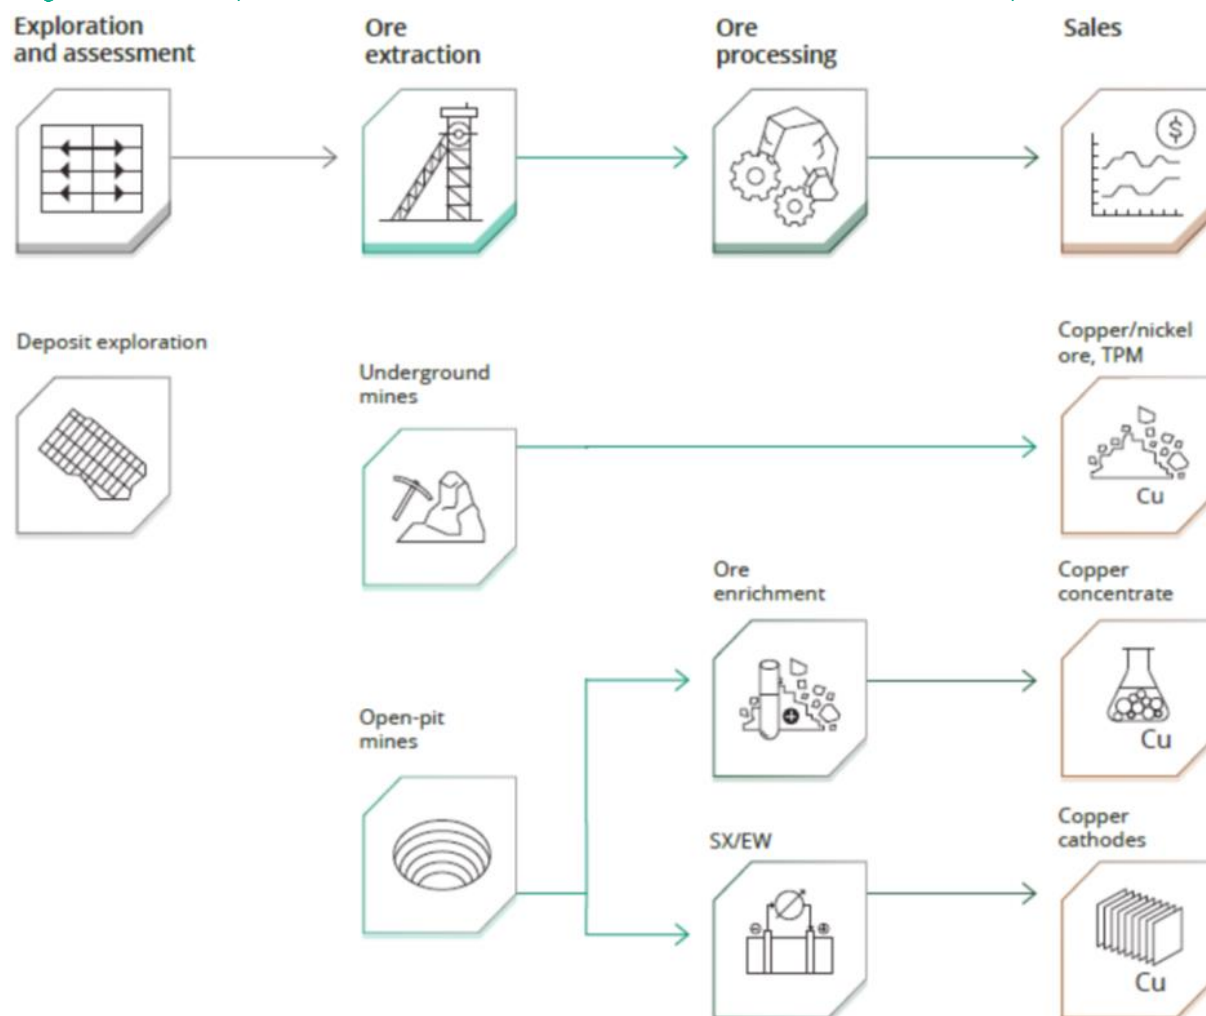 Exploration
and assessment
Ore
extraction
Ore
processing
Sales
$
Deposit exploration
Underground
mines
Copper/nickel
ore, TPM
Cu
Ore
enrichment
Copper
concentrate
Cu
Open-pit
mines
SX/EW
Copper
cathodes
Cu